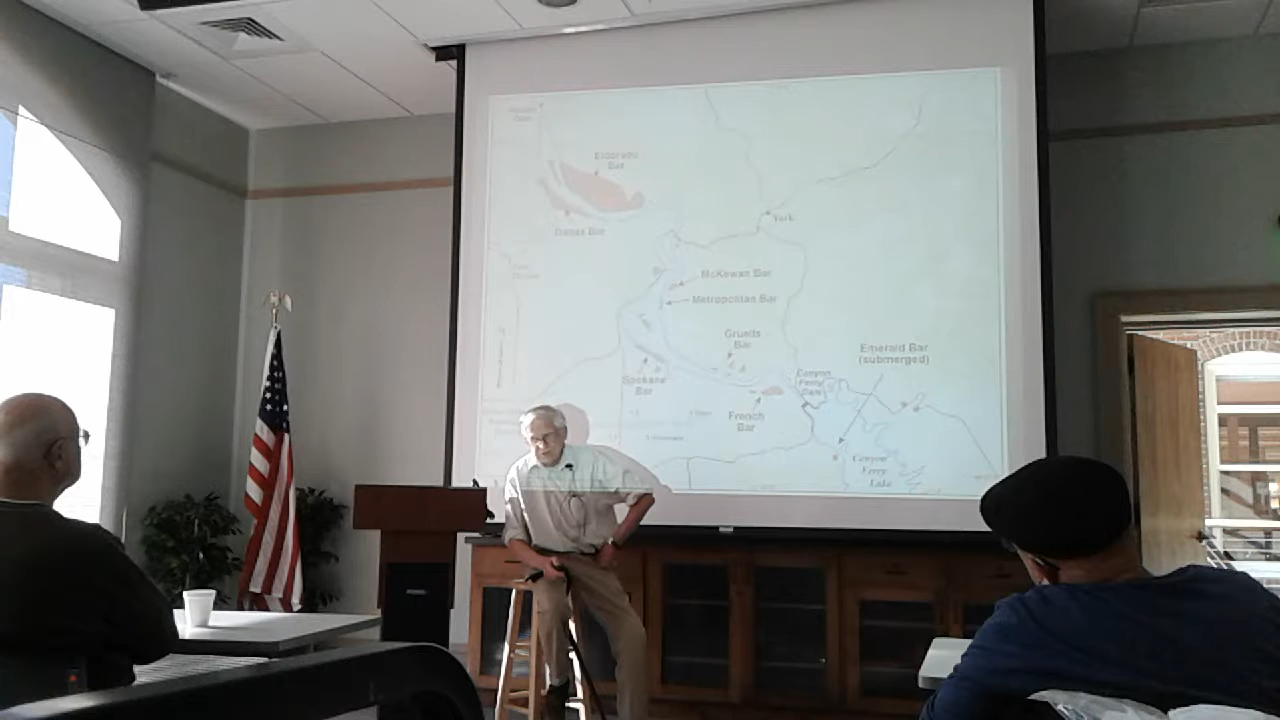 Eldorado
Bar
Danas Bar
York
McKewan Bar
Metropolitan Bar
Gruells
Bar
Emerald Bar
(submerged)
Spokane
Bar
Canyon
Ferry
Dam
French
Bar
Canyon
Ferry
Lake